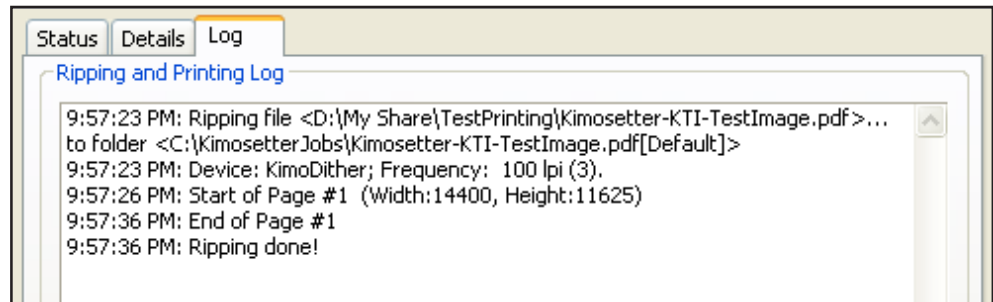 Status Details Log
Ripping and Printing Log
9:57:23 PM: Ripping file <D:\My Share\TestPrinting\Kimosetter-KTI-TestImage.pdf>...
to folder <C:\KimosetterJobs\Kimosetter-KTI-TestImage.pdf[Default]>
9:57:23 PM: Device: KimoDither; Frequency:  100 lpi (3).
9:57:26 PM: Start of Page #1  (Width:14400, Height:11625)
9:57:36 PM: End of Page #1
9:57:36 PM: Ripping done!